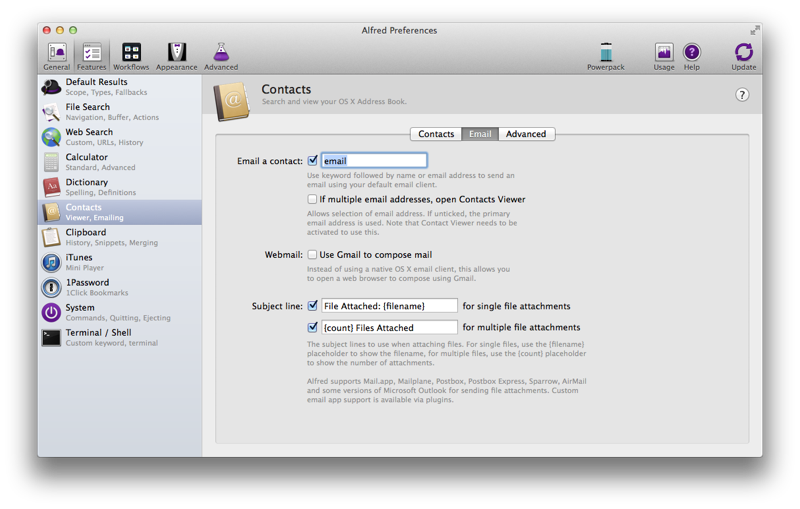 Alfred Preferences
General Features Workflows Appearance Advanced Powerpack Usage Help Update
Default Results
Scope, Types, Fallbacks
File Search
Navigation, Buffer, Actions
Web Search
Custom, URLs, History
Calculator
Standard, Advanced
Dictionary
Spelling, Definitions
Contacts
Viewer, Emailing
Clipboard
History, Snippets, Merging
iTunes
Mini Player
1Password
1Click Bookmarks
System
Commands, Quitting, Ejecting
Terminal / Shell
Custom keyword, terminal
Contacts
Search and view your OS X Address Book.
?
Contacts Email Advanced
Email a contact: email
Use keyword followed by name or email address to send an
email using your default email client.
If multiple email addresses, open Contacts Viewer
Allows selection of email address. If unticked, the primary
email address is used. Note that Contact Viewer needs to be
activated to use this.
Webmail: Use Gmail to compose mail
Instead of using a native OS X email client, this allows you
to open a web browser to compose using Gmail.
Subject line: File Attached: {filename} for single file attachments
{count} Files Attached for multiple file attachments
The subject lines to use when attaching files. For single files, use the {filename}
placeholder to show the filename, for multiple files, use the {count} placeholder
to show the number of attachments.
Alfred supports Mail.app, Mailplane, Postbox, Postbox Express, Sparrow, AirMail
and some versions of Microsoft Outlook for sending file attachments. Custom
email app support is available via plugins.